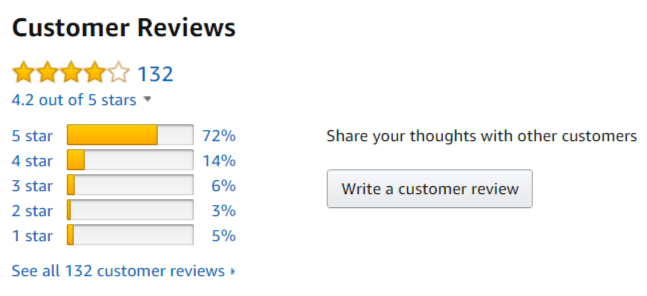 Customer Reviews
132
4.2 out of 5 stars
5 star 72%
4 star 14%
3 star 6%
2 star 3%
1 star 5%
See all 132 customer reviews
Share your thoughts with other customers
Write a customer review